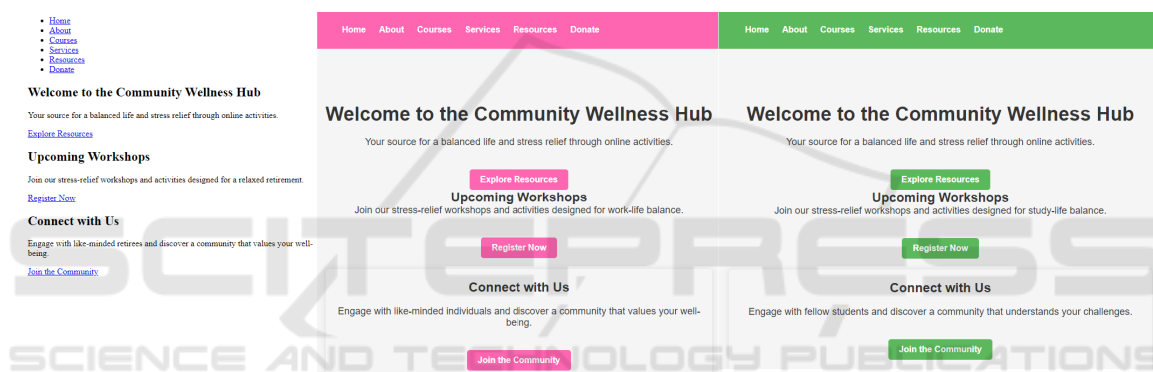 Home
About
Courses
Services
Resources
Donate
Welcome to the Community Wellness Hub
Your source for a balanced life and stress relief through online activities.
Explore Resources
Upcoming Workshops
Join our stress-relief workshops and activities designed for a relaxed retirement.
Register Now
Connect with Us
Engage with like-minded retirees and discover a community that values your well-
being.
Join the Community
Home About Courses Services Resources Donate
Welcome to the Community Wellness Hub
Your source for a balanced life and stress relief through online activities.
Explore Resources
Upcoming Workshops
Join our stress-relief workshops and activities designed for work-life balance.
Register Now
Connect with Us
Engage with like-minded individuals and discover a community that values your well-
being.
Join the Community
Home About Courses Services Resources Donate
Welcome to the Community Wellness Hub
Your source for a balanced life and stress relief through online activities.
Explore Resources
Upcoming Workshops
Join our stress-relief workshops and activities designed for study-life balance.
Register Now
Connect with Us
Engage with fellow students and discover a community that understands your challenges.
Join the Community
SCITEPRESS
SCIENCE AND TECHNOLOGY PUBLICATIONS